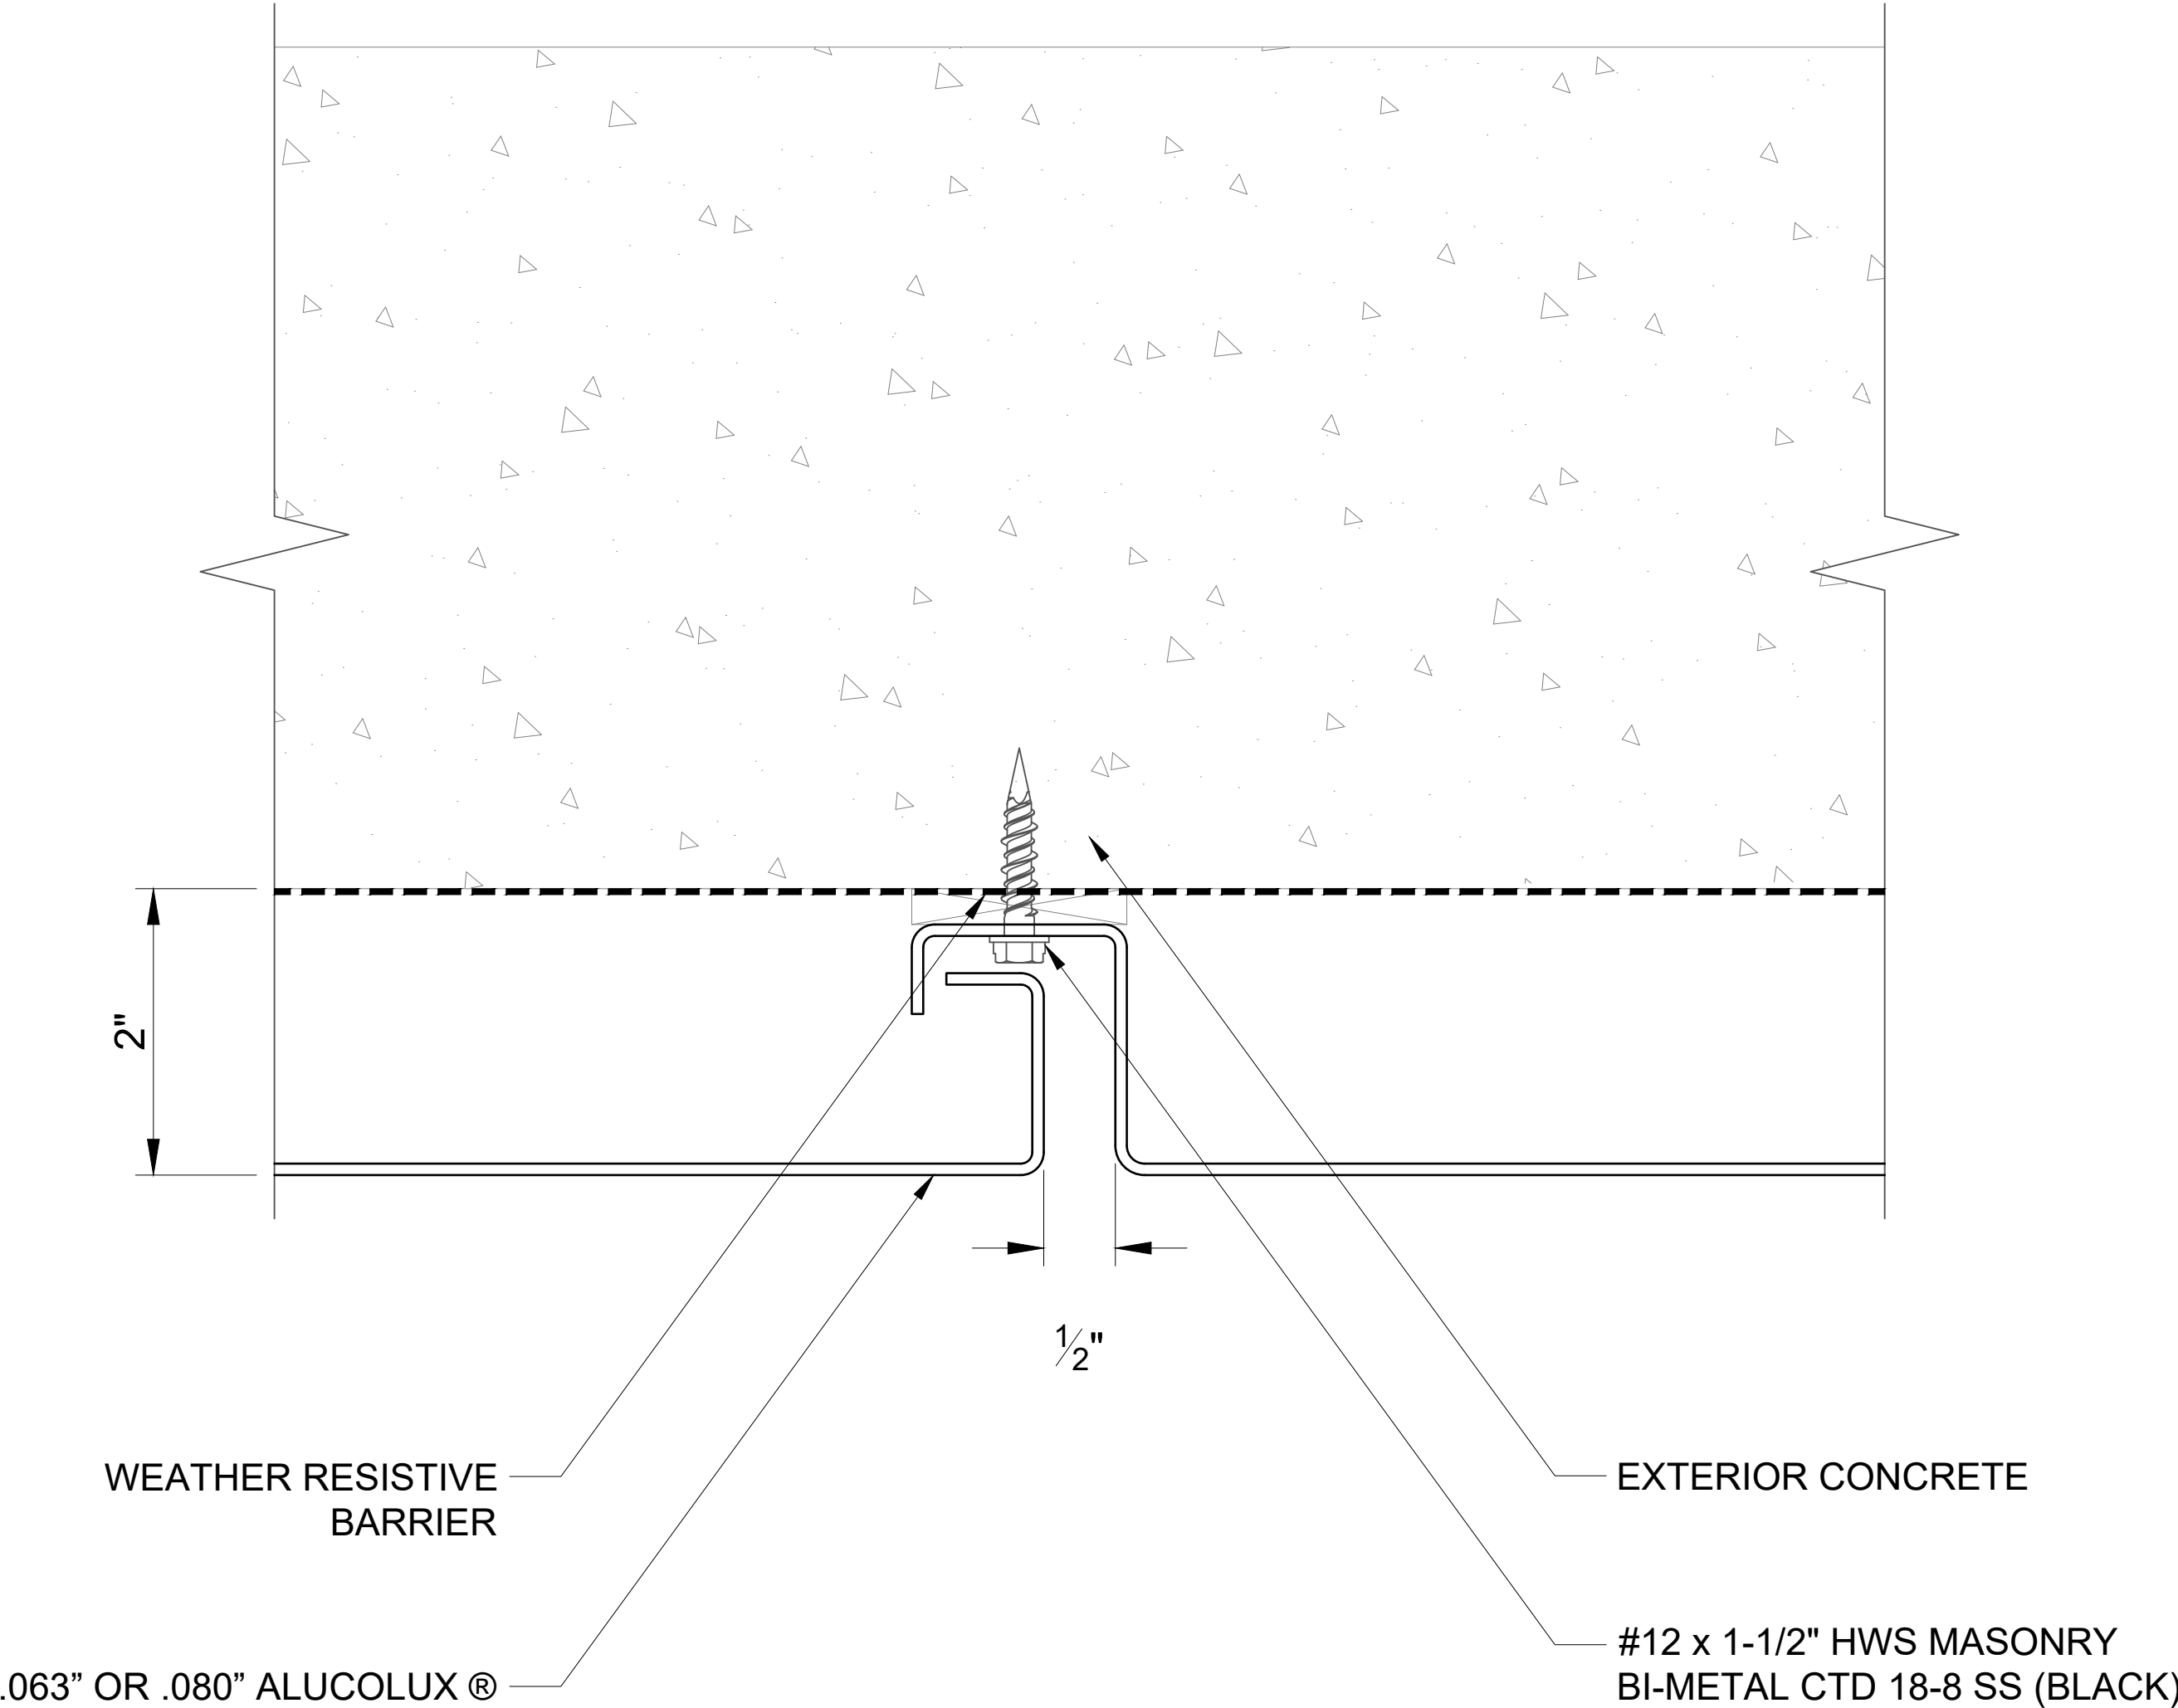 2"
1/2"
WEATHER RESISTIVE
BARRIER
EXTERIOR CONCRETE
.063” OR .080” ALUCOLUX ®
#12 x 1-1/2" HWS MASONRY
BI-METAL CTD 18-8 SS (BLACK)